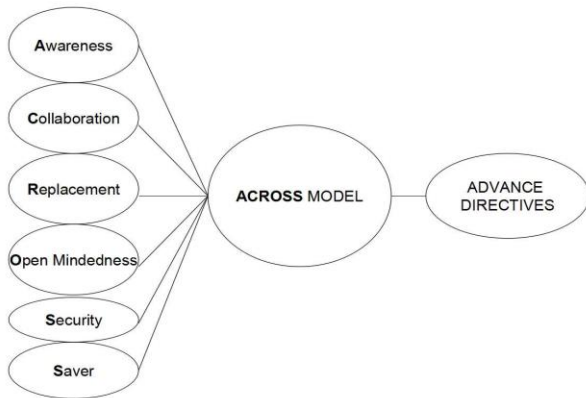 Awareness
Collaboration
Replacement
Open Mindedness
Security
Saver
ACROSS MODEL
ADVANCE
DIRECTIVES